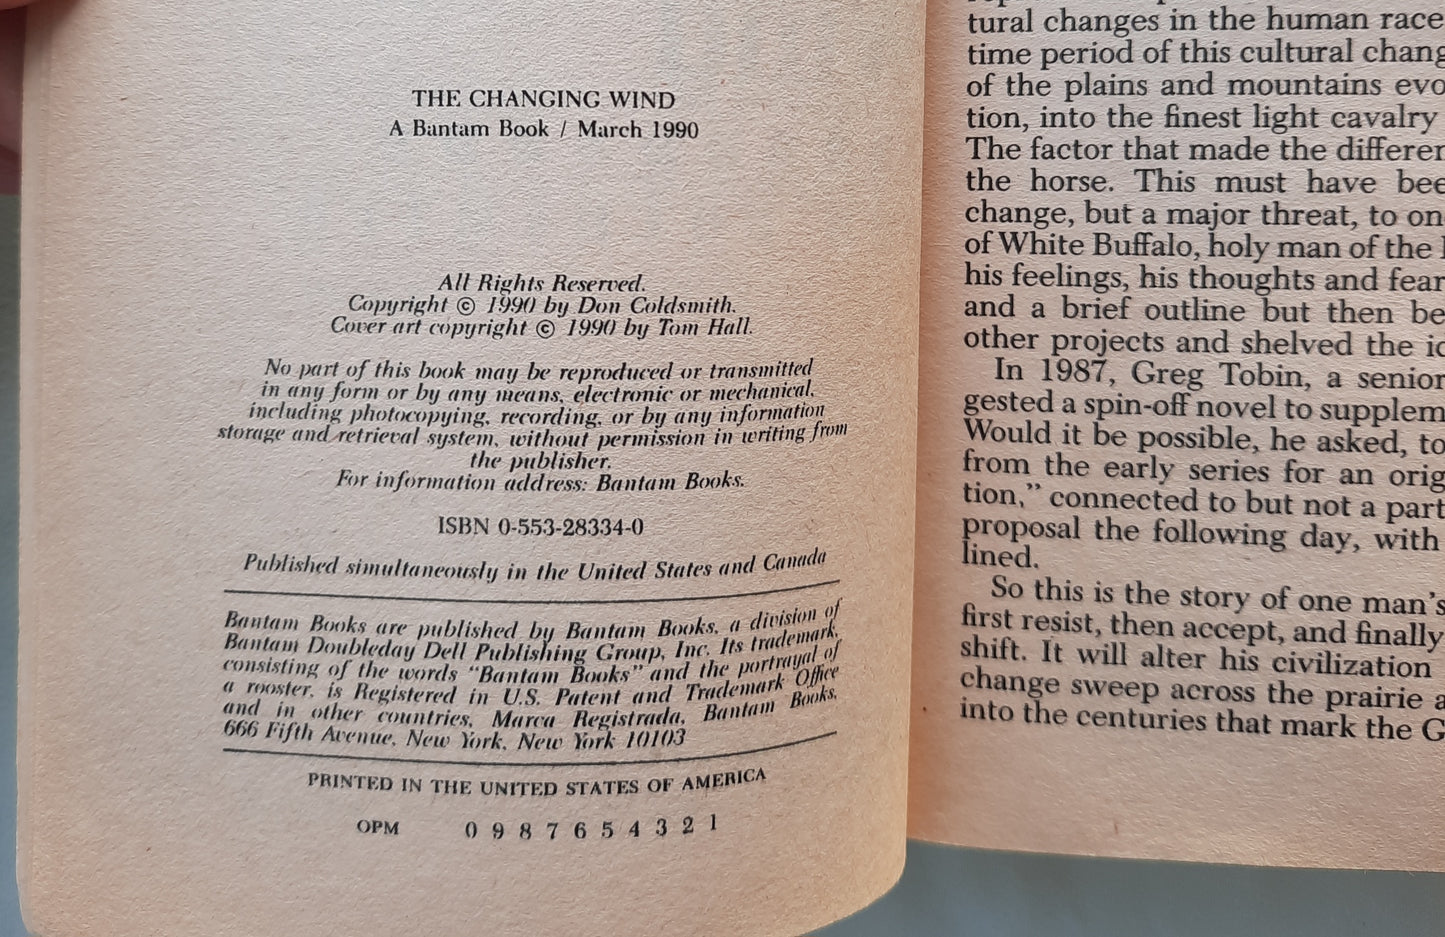 THE CHANGING WIND
A Bantam Book / March 1990
All Rights Reserved.
Copyright © 1990 by Don Coldsmith.
Cover art copyright © 1990 by Tom Hall.
No part of this book may be reproduced or transmitted
in any form or by any means, electronic or mechanical,
including photocopying, recording, or by any information
storage and retrieval system, without permission in writing from
the publisher.
For information address: Bantam Books.
ISBN 0-553-28334-0
Published simultaneously in the United States and Canada
Bantam Books are published by Bantam Books, a division of
Bantam Doubleday Dell Publishing Group, Inc. Its trademark,
consisting of the words "Bantam Books" and the portrayal of
a rooster, is Registered in U.S. Patent and Trademark Office
and in other countries, Marca Registrada, Bantam Books,
666 Fifth Avenue, New York, New York 10103
PRINTED IN THE UNITED STATES OF AMERICA
OPM 0 9 8 7 6 5 4 3 2 1
tural changes in the human race
time period of this cultural chang
of the plains and mountains evo
tion, into the finest light cavalry
The factor that made the differen
the horse. This must have bee
change, but a major threat, to on
of White Buffalo, holy man of the
his feelings, his thoughts and fear
and a brief outline but then be
other projects and shelved the
In 1987, Greg Tobin, a senior
gested a spin-off novel to supplem
Would it be possible, he asked, to
from the early series for an orig
tion," connected to but not a part
proposal the following day, with
lined.
So this is the story of one man's
first resist, then accept, and finally
shift. It will alter his civilization
change sweep across the prairie a
into the centuries that mark the G